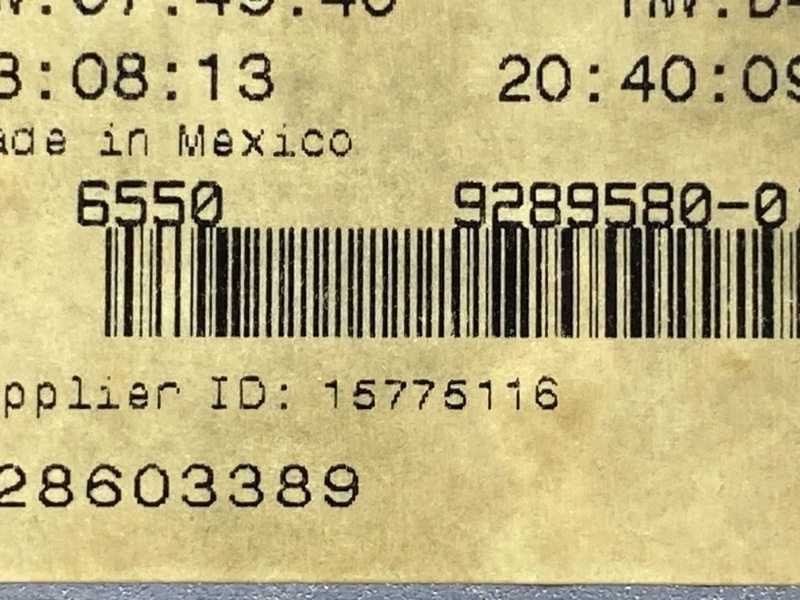 3:08:13 20:40:09
ade in Mexico
6550 9289580-0
pplier ID: 15775116
28603389